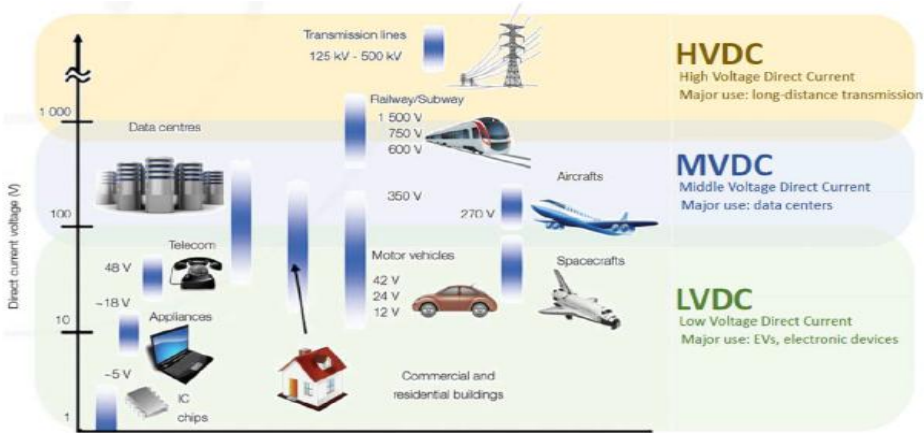 Transmission lines
125 kV - 500 kV
HVDC
High Voltage Direct Current
Major use: long-distance transmission
Railway/Subway
1 500 V
750 V
600 V
1 000
Data centres
MVDC
Middle Voltage Direct Current
Major use: data centers
Aircrafts
350 V
270 V
100
Direct current voltage (V)
Telecom
48 V
~18 V
Motor vehicles
42 V
24 V
12 V
Spacecrafts
LVDC
Low Voltage Direct Current
Major use: EVs, electronic devices
10
Appliances
~5 V
Commercial and
residential buildings
IC
chips
1